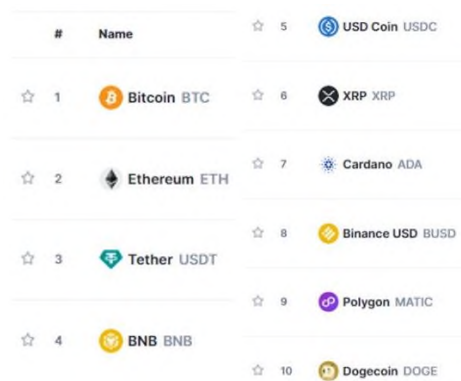 # Name
1 Bitcoin BTC
2 Ethereum ETH
3 Tether USDT
4 BNB BNB
5 USD Coin USDC
6 XRP XRP
7 Cardano ADA
8 Binance USD BUSD
9 Polygon MATIC
10 Dogecoin DOGE